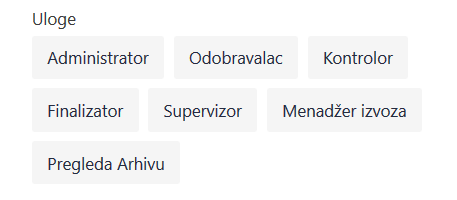 Uloge
Administrator Odobravalac Kontrolor
Finalizator Supervizor Menadžer izvoza
Pregleda Arhivu